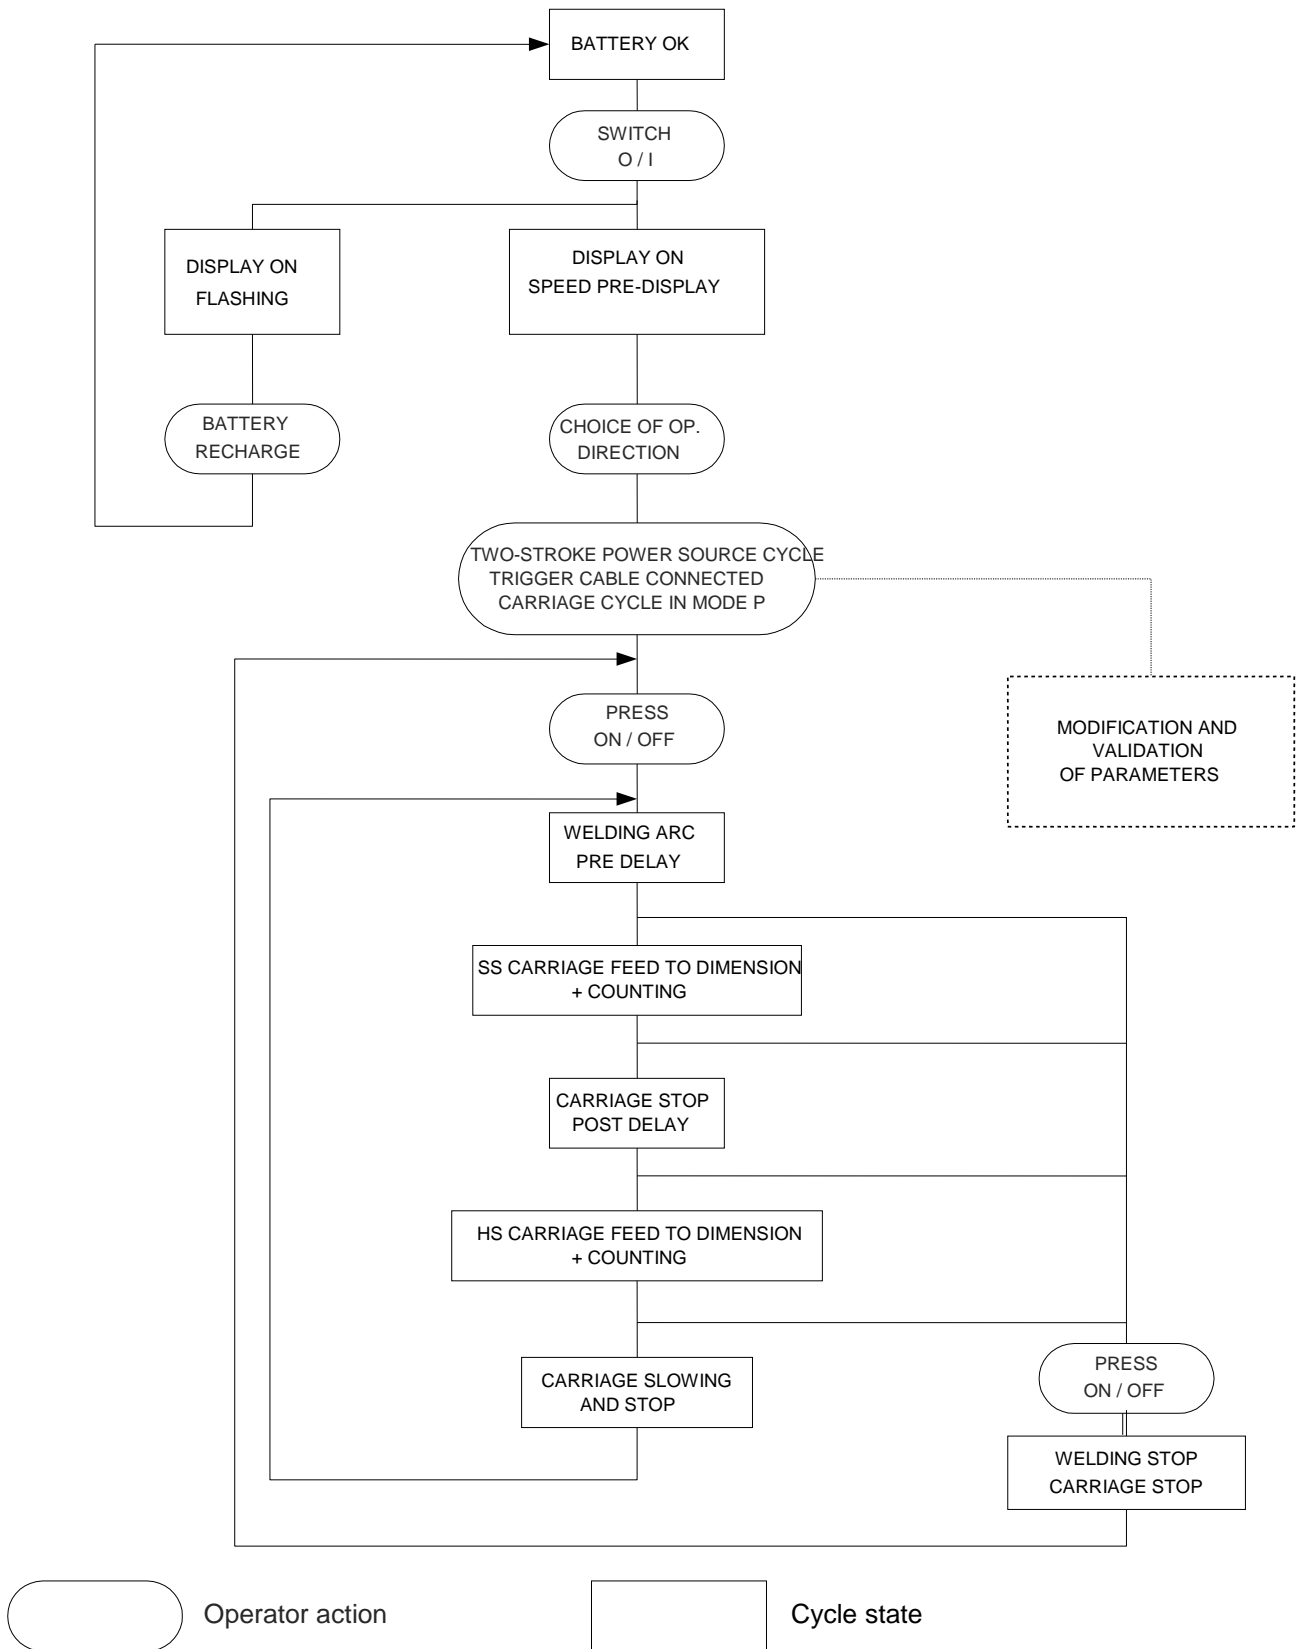 BATTERY OK
SWITCH
O / I
DISPLAY ON
FLASHING
DISPLAY ON
SPEED PRE-DISPLAY
BATTERY
RECHARGE
CHOICE OF OP.
DIRECTION
TWO-STROKE POWER SOURCE CYCLE
TRIGGER CABLE CONNECTED
CARRIAGE CYCLE IN MODE P
PRESS
ON / OFF
MODIFICATION AND
VALIDATION
OF PARAMETERS
WELDING ARC
PRE DELAY
SS CARRIAGE FEED TO DIMENSION
+ COUNTING
CARRIAGE STOP
POST DELAY
HS CARRIAGE FEED TO DIMENSION
+ COUNTING
CARRIAGE SLOWING
AND STOP
PRESS
ON / OFF
WELDING STOP
CARRIAGE STOP
Operator action
Cycle state